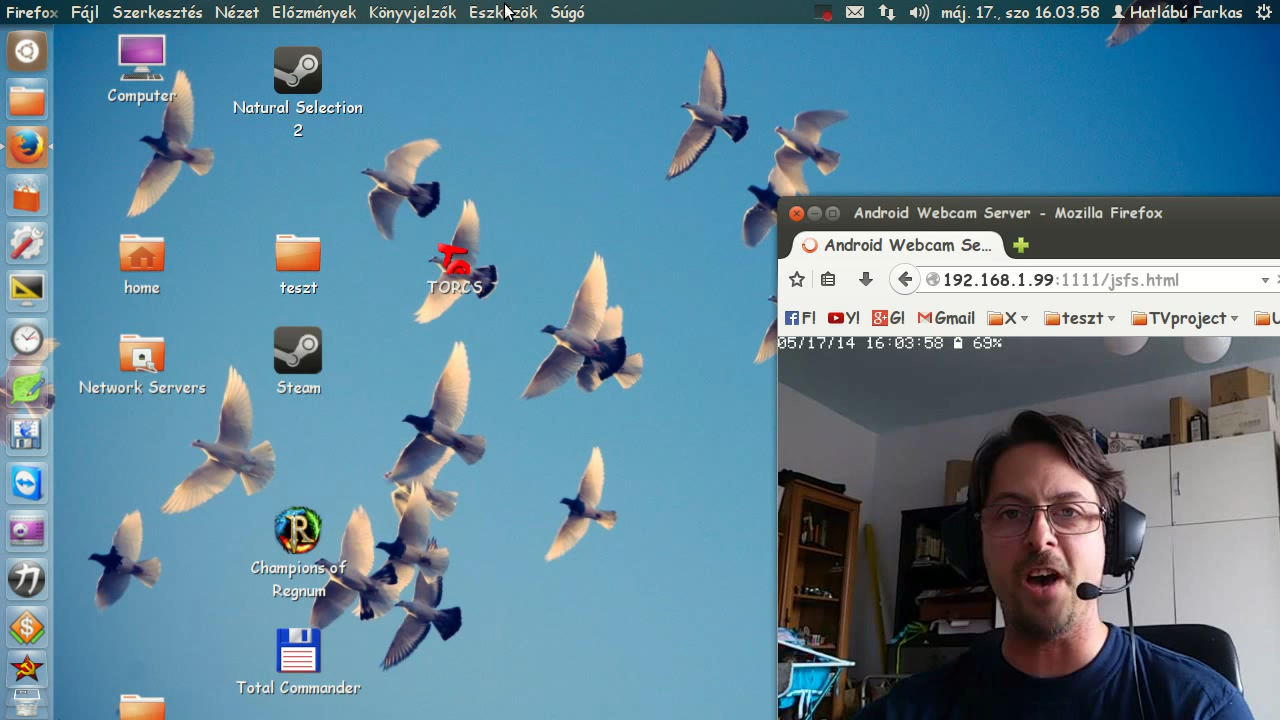 Firefox Fájl Szerkesztés Nézet Előzmények Könyvjelzők Eszközök Súgó máj. 17., szo 16.03.58 Hatlábú Farkas
Computer
Natural Selection
2
home
teszt
TORCS
Network Servers
Steam
Champions of
Regnum
Total Commander
Android Webcam Server - Mozilla Firefox
Android Webcam Se...
192.168.1.99:1111/jsfs.html
F! Y! G! Gmail X teszt TVproject
05/17/14 16:03:58 69%